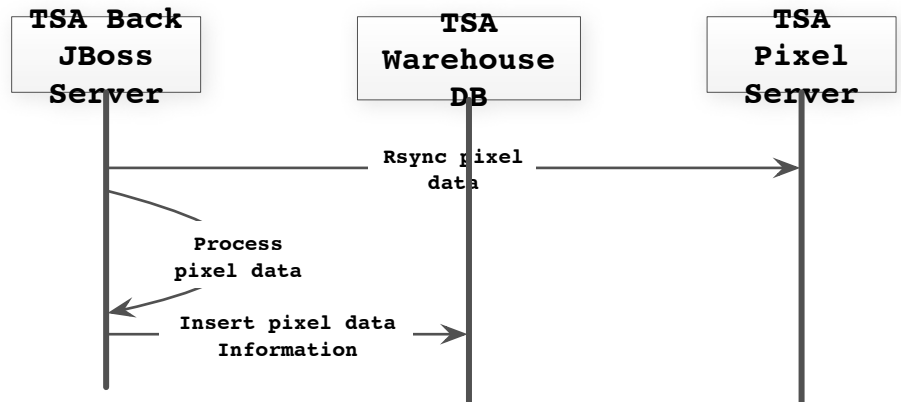 TSA Back
JBoss
Server
TSA
Warehouse
DB
TSA
Pixel
Server
Rsync pixel
data
Process
pixel data
Insert pixel data
Information